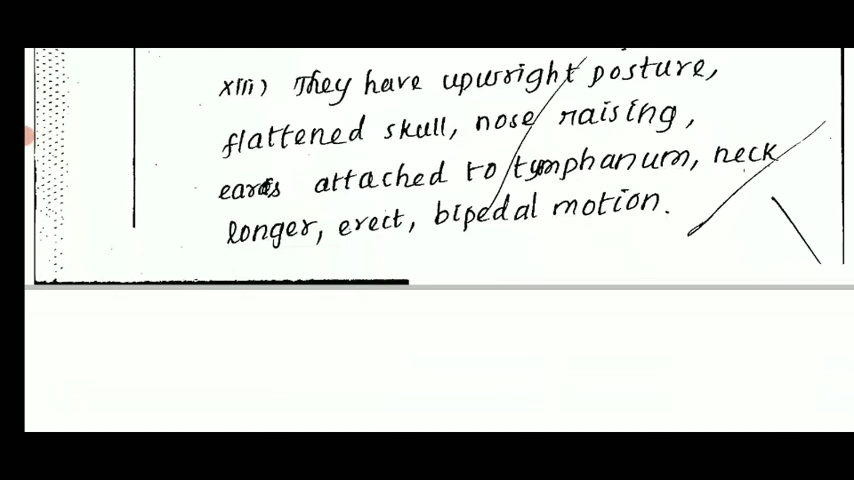 xiii) They have upwright posture,
flattened skull, nose raising,
ears attached to tymphanum, neck
longer, erect, bipedal motion.